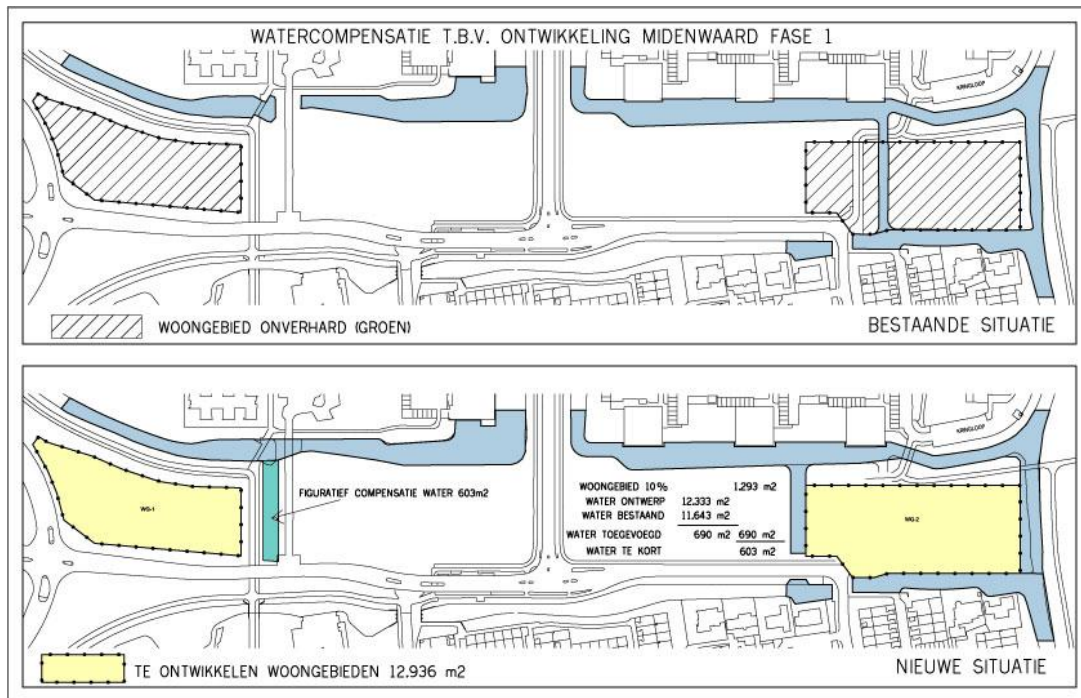 WATERCOMPENSATIE T.B.V. ONTWIKKELING MIDENWAARD FASE 1
KRINGLOOP
WOONGEBIED ONVERHARD (GROEN)
BESTAANDE SITUATIE
KRINGLOOP
WOONGEBIED 10% 1.293 m2
WATER ONTWERP 12.333 m2
WATER BESTAAND 11.643 m2
WATER TOEGEVOEGD 690 m2 690 m2
WATER TE KORT 603 m2
FIGURATIEF COMPENSATIE WATER 603m2
WG-1
WG-2
TE ONTWIKKELEN WOONGEBIEDEN 12.936 m2
NIEUWE SITUATIE